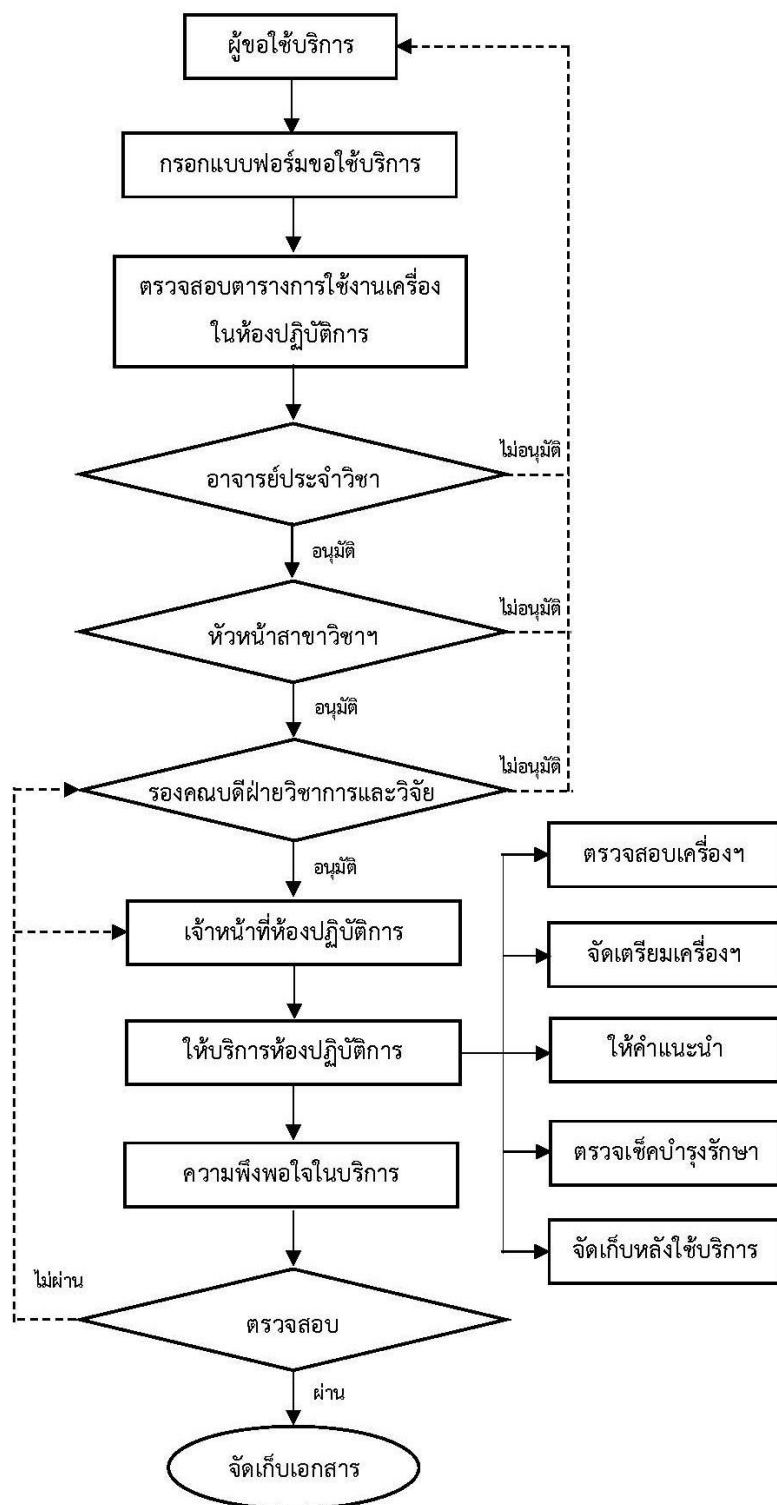 ผู้ขอใช้บริการ
กรอกแบบฟอร์มขอใช้บริการ
ตรวจสอบตารางการใช้งานเครื่อง
ในห้องปฏิบัติการ
อาจารย์ประจำวิชา
ไม่อนุมัติ
อนุมัติ
หัวหน้าสาขาวิชาฯ
ไม่อนุมัติ
อนุมัติ
รองคณบดีฝ่ายวิชาการและวิจัย
ไม่อนุมัติ
อนุมัติ
เจ้าหน้าที่ห้องปฏิบัติการ
ให้บริการห้องปฏิบัติการ
ตรวจสอบเครื่องฯ
จัดเตรียมเครื่องฯ
ให้คำแนะนำ
ตรวจเช็คบำรุงรักษา
จัดเก็บหลังใช้บริการ
ความพึงพอใจในบริการ
ไม่ผ่าน
ตรวจสอบ
ผ่าน
จัดเก็บเอกสาร